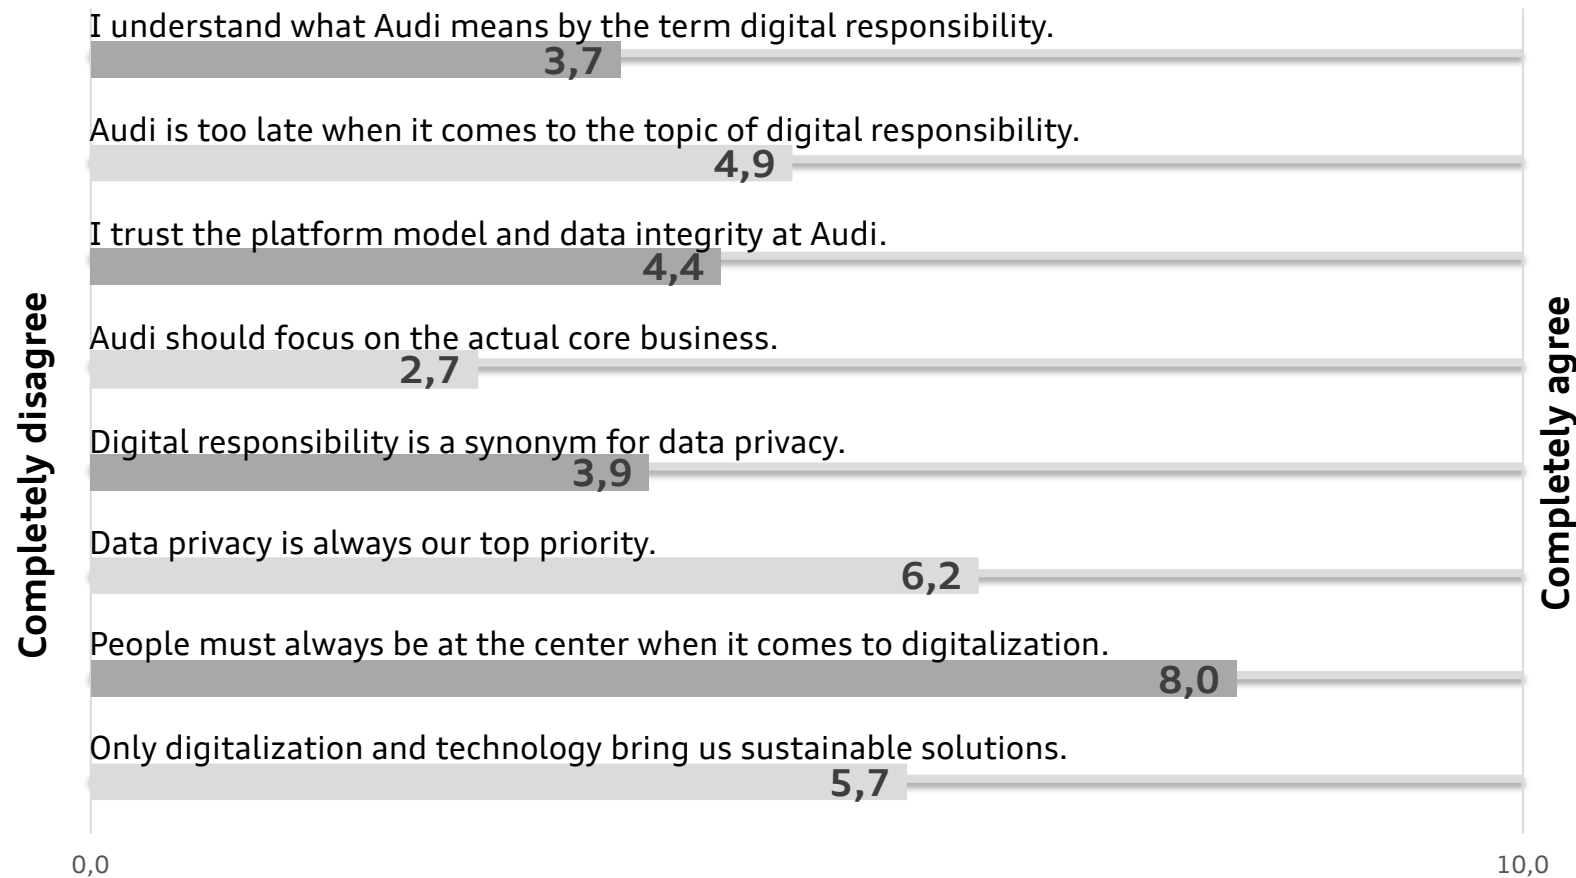 I understand what Audi means by the term digital responsibility.
3,7
Audi is too late when it comes to the topic of digital responsibility.
4,9
I trust the platform model and data integrity at Audi.
4,4
Audi should focus on the actual core business.
2,7
Digital responsibility is a synonym for data privacy.
3,9
Data privacy is always our top priority.
6,2
People must always be at the center when it comes to digitalization.
8,0
Only digitalization and technology bring us sustainable solutions.
5,7
Completely disagree
Completely agree
0,0
10,0